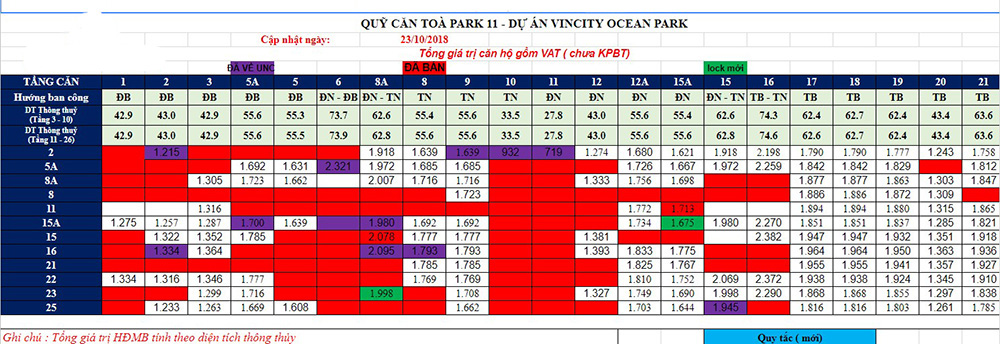 QUỸ CĂN TOÀ PARK 11 - DỰ ÁN VINCITY OCEAN PARK
Cập nhật ngày: 23/10/2018
Tổng giá trị căn hộ gồm VAT ( chưa KPBT)
ĐÃ VỀ UNC ĐÃ BÁN lock mới
TẦNG CĂN 1 2 3 5A 6 8A 8 9 10 11 12 12A 15A 15 16 17 18 19 20 21
Hướng ban công ĐB ĐB ĐB ĐB ĐN - ĐB ĐN - TN TN TN TN TN ĐN ĐN ĐN ĐN - TN TB - TN TB TB TB TB TB
DT Thông thuỷ
(Tầng 3 - 10) 42.9 43.0 42.9 55.6 55.3 73.7 62.6 55.4 55.6 33.5 27.8 43.0 55.6 55.4 62.6 74.3 62.4 62.7 62.4 43.4 63.6
DT Thông thuỷ
(Tầng 11 - 26) 42.9 43.0 42.9 55.6 55.5 73.9 62.8 55.6 55.6 33.5 27.8 43.0 55.6 55.6 62.8 74.6 62.6 62.7 62.6 43.4 63.6
2 1.215 1.918 1.639 1.639 932 719 1.274 1.680 1.621 1.918 2.198 1.790 1.790 1.777 1.243 1.758
5A 1.692 1.631 2.321 1.972 1.685 1.685 1.726 1.667 1.972 2.259 1.842 1.842 1.829 1.812
8A 1.305 1.723 1.662 2.007 1.716 1.716 1.333 1.756 1.698 1.877 1.877 1.863 1.303 1.847
8 1.723 1.886 1.886 1.872 1.309
11 1.316 1.772 1.713 1.894 1.894 1.880 1.315 1.865
15A 1.275 1.257 1.287 1.700 1.639 1.980 1.692 1.692 1.734 1.675 1.980 2.270 1.851 1.851 1.837 1.285 1.821
15 1.322 1.352 1.785 2.078 1.777 1.777 1.381 2.382 1.947 1.947 1.932 1.351 1.918
16 1.334 1.364 2.095 1.793 1.793 1.393 1.833 1.775 1.964 1.964 1.950 1.363 1.936
21 1.785 1.785 1.825 1.767 1.955 1.955 1.941 1.357 1.927
22 1.334 1.316 1.346 1.777 1.769 1.769 1.810 1.752 2.069 2.372 1.938 1.938 1.924 1.345 1.910
23 1.299 1.716 1.998 1.708 1.327 1.749 1.690 1.998 2.290 1.868 1.868 1.855 1.297 1.838
25 1.233 1.263 1.669 1.608 1.664 1.703 1.644 1.945 1.816 1.816 1.803 1.261 1.785
Ghi chú : Tổng giá trị HĐMB tính theo diện tích thông thủy Quy tắc ( mới)